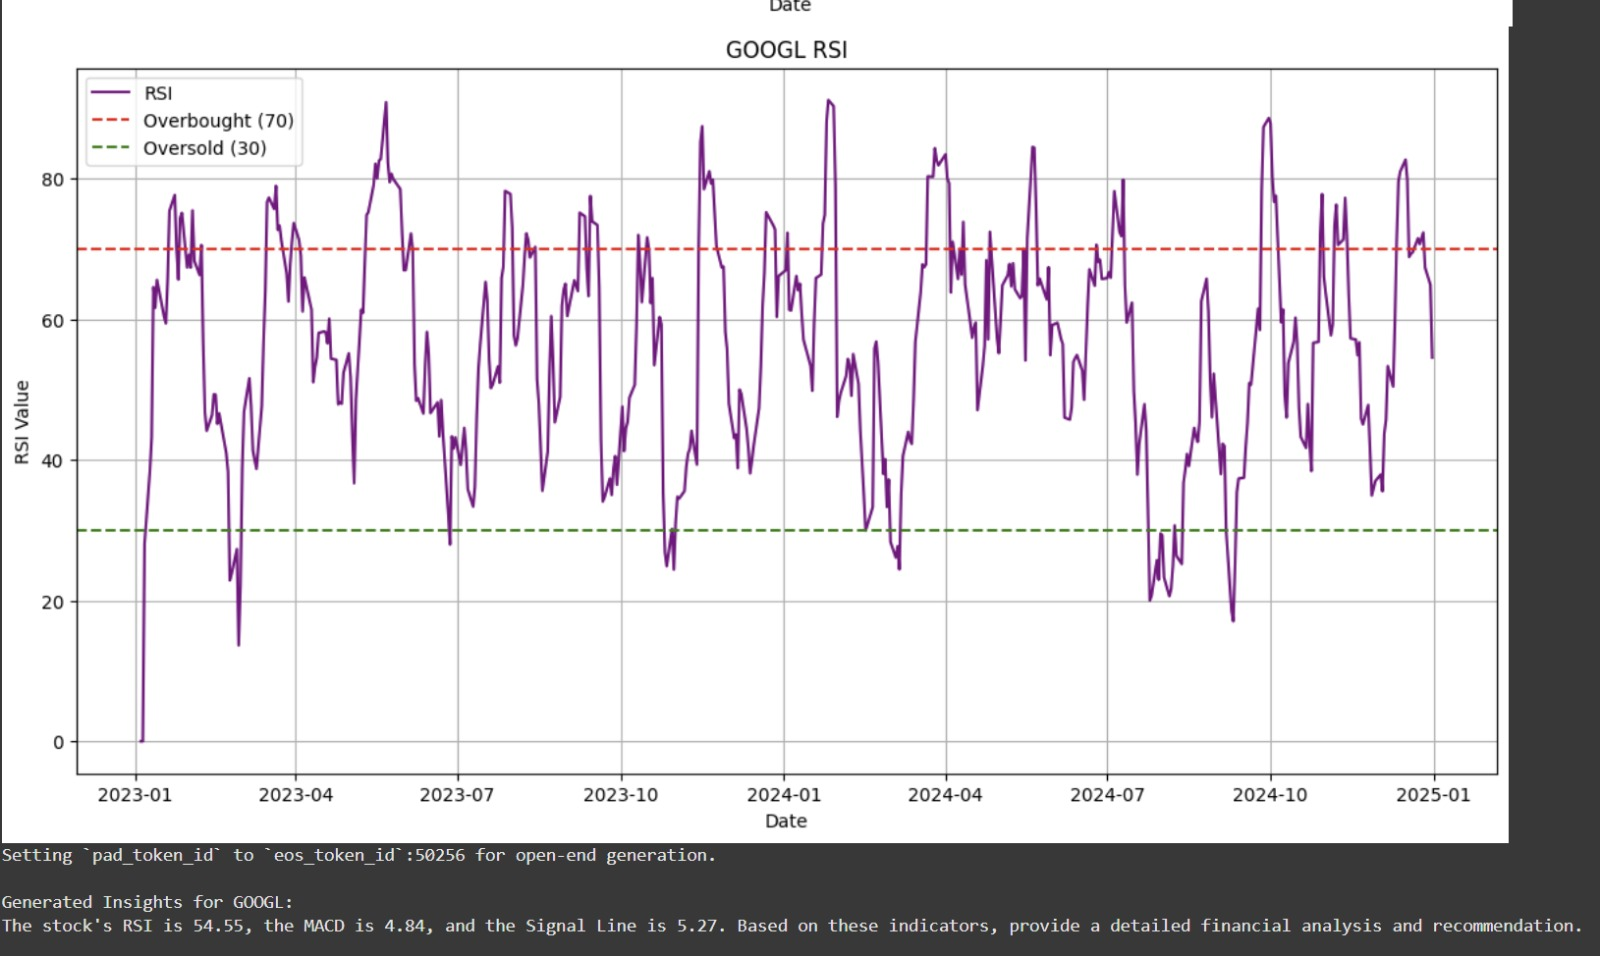 Date
GOOGL RSI
RSI
Overbought (70)
Oversold (30)
80
60
40
20
0
RSI Value
2023-01 2023-04 2023-07 2023-10 2024-01 2024-04 2024-07 2024-10 2025-01
Date
Setting `pad_token_id` to `eos_token_id`:50256 for open-end generation.
Generated Insights for GOOGL:
The stock's RSI is 54.55, the MACD is 4.84, and the Signal Line is 5.27. Based on these indicators, provide a detailed financial analysis and recommendation.